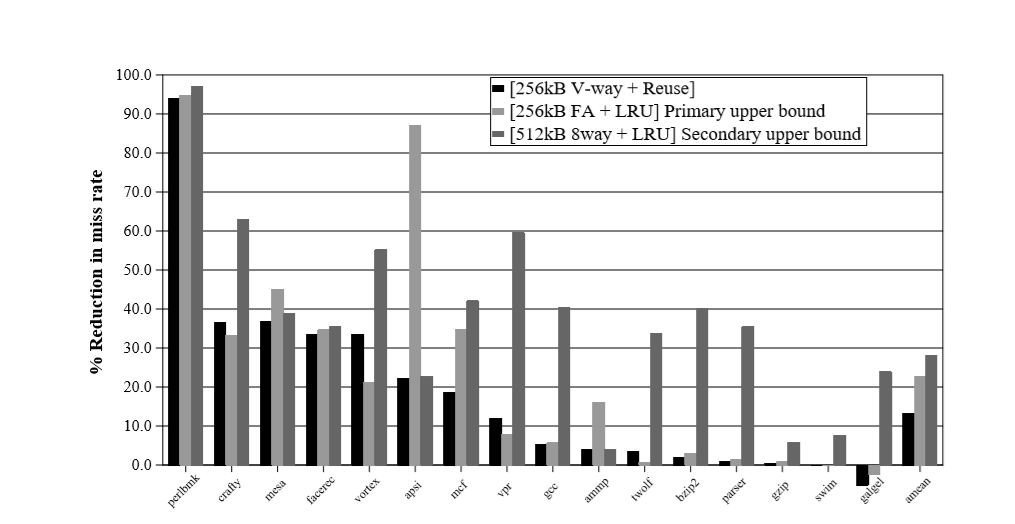 100.0
90.0
80.0
70.0
60.0
50.0
40.0
30.0
20.0
10.0
0.0
% Reduction in miss rate
[256kB V-way + Reuse]
[256kB FA + LRU] Primary upper bound
[512kB 8way + LRU] Secondary upper bound
perlbmk
crafty
mesa
facerec
vortex
apsi
mcf
vpr
gcc
ammp
twolf
bzip2
parser
gzip
swim
galgel
amean